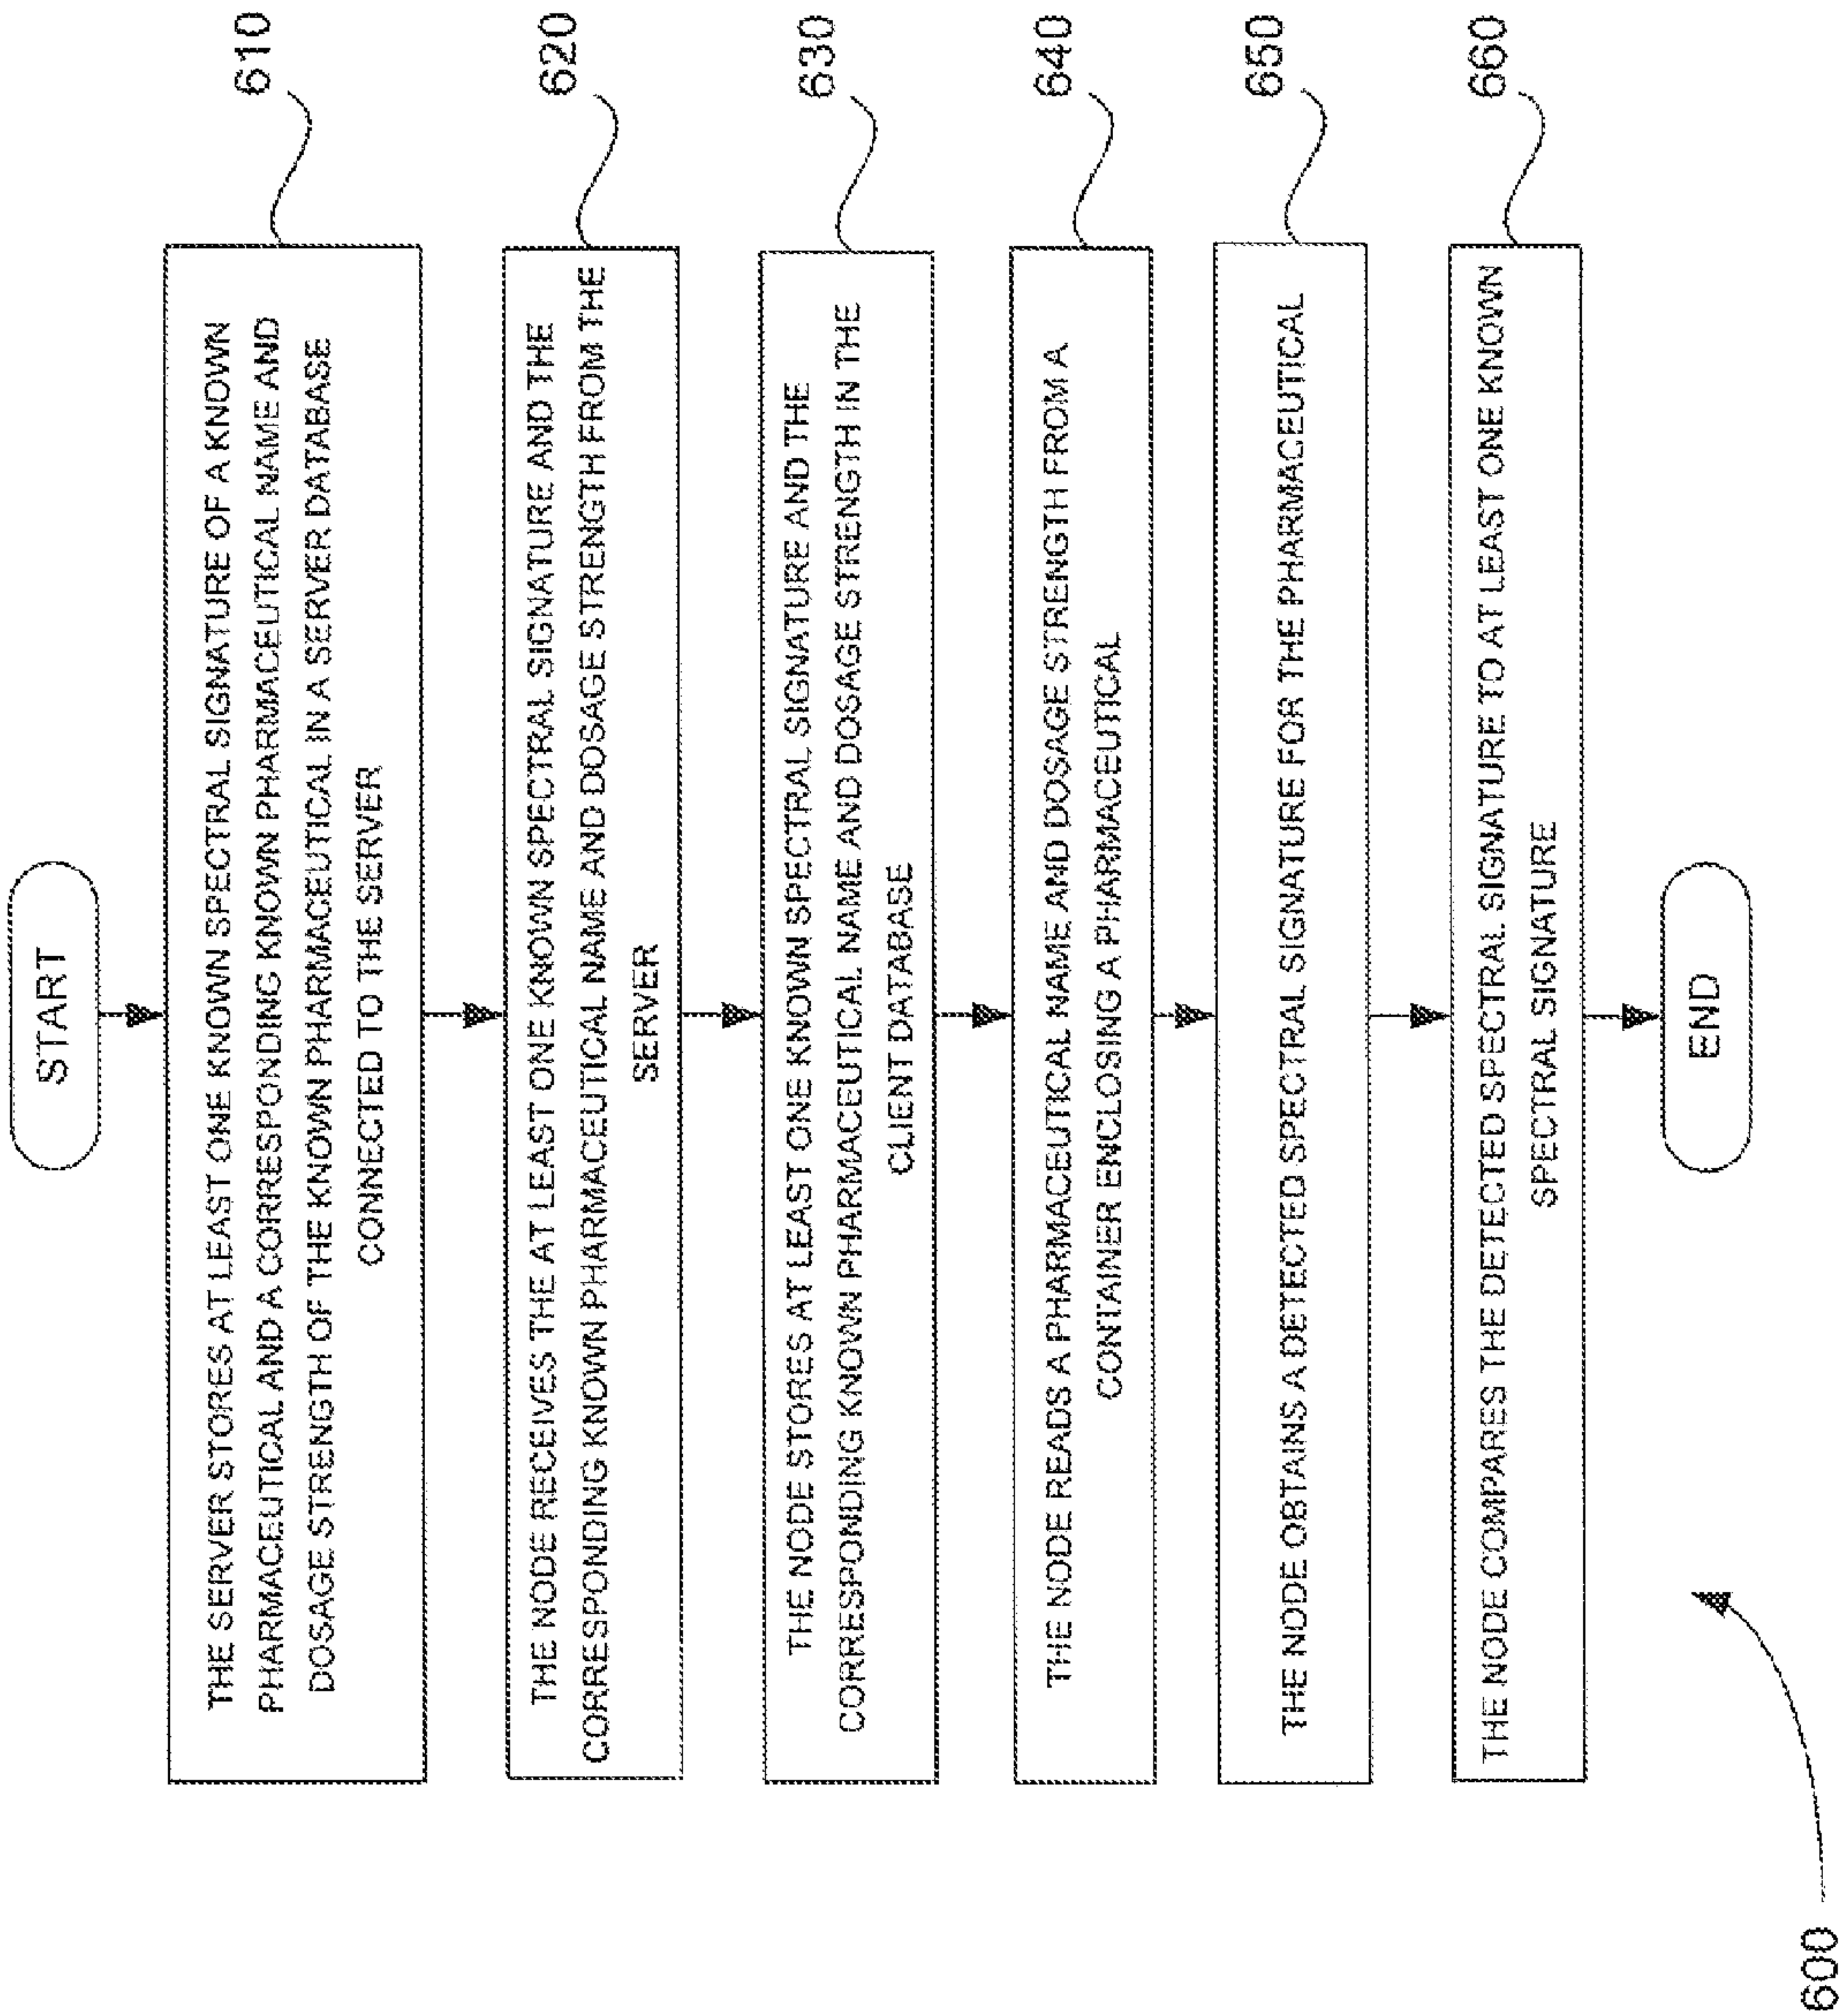 START
THE SERVER STORES AT LEAST ONE KNOWN SPECTRAL SIGNATURE OF A KNOWN
PHARMACEUTICAL AND A CORRESPONDING KNOWN PHARMACEUTICAL NAME AND
DOSAGE STRENGTH OF THE KNOWN PHARMACEUTICAL IN A SERVER DATABASE
CONNECTED TO THE SERVER
610
THE NODE RECEIVES THE AT LEAST ONE KNOWN SPECTRAL SIGNATURE AND THE
CORRESPONDING KNOWN PHARMACEUTICAL NAME AND DOSAGE STRENGTH FROM THE
SERVER
620
THE NODE STORES AT LEAST ONE KNOWN SPECTRAL SIGNATURE AND THE
CORRESPONDING KNOWN PHARMACEUTICAL NAME AND DOSAGE STRENGTH IN THE
CLIENT DATABASE
630
THE NODE READS A PHARMACEUTICAL NAME AND DOSAGE STRENGTH FROM A
CONTAINER ENCLOSING A PHARMACEUTICAL
640
THE NODE OBTAINS A DETECTED SPECTRAL SIGNATURE FOR THE PHARMACEUTICAL
650
THE NODE COMPARES THE DETECTED SPECTRAL SIGNATURE TO AT LEAST ONE KNOWN
SPECTRAL SIGNATURE
660
END
600